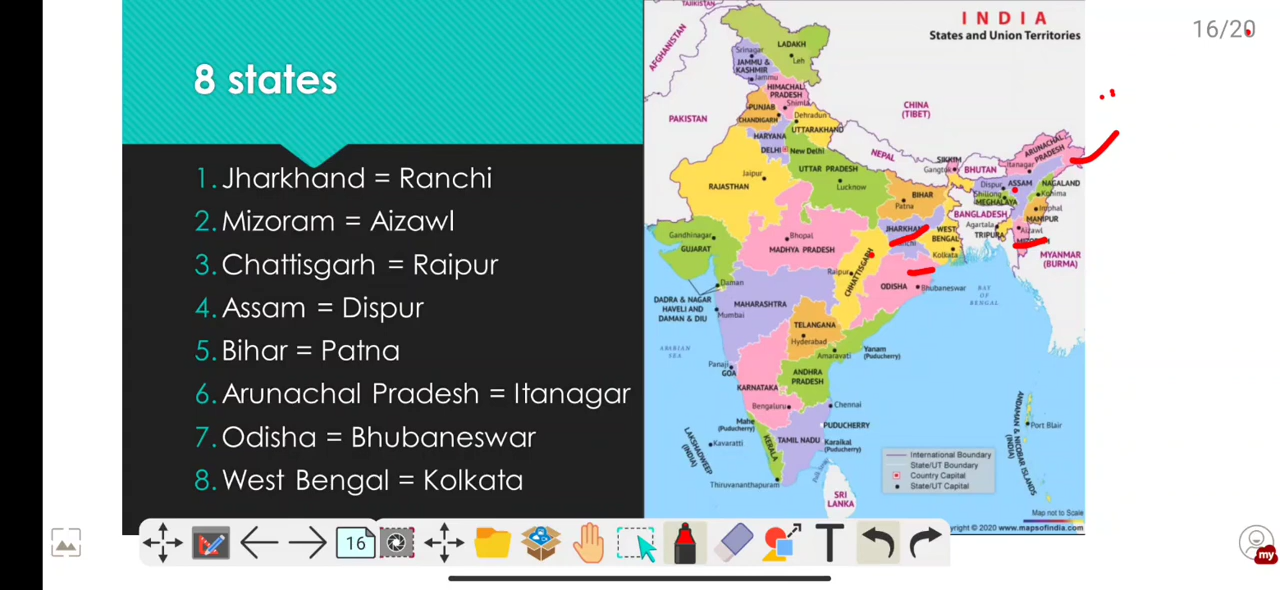 8 states
1. Jharkhand = Ranchi
2. Mizoram = Aizawl
3. Chattisgarh = Raipur
4. Assam = Dispur
5. Bihar = Patna
6. Arunachal Pradesh = Itanagar
7. Odisha = Bhubaneswar
8. West Bengal = Kolkata
INDIA
States and Union Territories
16/20
TAJIKISTAN
AFGHANISTAN
PAKISTAN
CHINA
(TIBET)
NEPAL
BHUTAN
BANGLADESH
MYANMAR
(BURMA)
SRI
LANKA
LADAKH
Leh
Srinagar
JAMMU &
KASHMIR
Jammu
HIMACHAL
PRADESH
Shimla
PUNJAB
CHANDIGARH
Dehradun
UTTARAKHAND
HARYANA
DELHI
New Delhi
UTTAR PRADESH
Lucknow
Jaipur
RAJASTHAN
BIHAR
Patna
SIKKIM
Gangtok
ARUNACHAL
PRADESH
Itanagar
Dispur
ASSAM
NAGALAND
Kohima
Shillong
MEGHALAYA
Imphal
MANIPUR
Agartala
TRIPURA
Aizawl
JHARKHAND
WEST
BENGAL
Kolkata
Gandhinagar
GUJARAT
Bhopal
MADHYA PRADESH
Raipur
CHHATTISGARH
ODISHA
Bhubaneswar
BAY
OF
BENGAL
Daman
DADRA & NAGAR
HAVELI AND
DAMAN & DIU
MAHARASHTRA
Mumbai
TELANGANA
Hyderabad
Amaravati
Yanam
(Puducherry)
ARABIAN
SEA
Panaji
GOA
KARNATAKA
ANDHRA
PRADESH
Bengaluru
Chennai
Mahe
(Puducherry)
PUDUCHERRY
LAKSHADWEEP
(INDIA)
Kavaratti
KERALA
TAMIL NADU
Karaikal
(Puducherry)
Thiruvananthapuram
ANDAMAN & NICOBAR ISLANDS
(INDIA)
Port Blair
International Boundary
State/UT Boundary
Country Capital
State/UT Capital
Map not to Scale
© 2020 www.mapsofindia.com
16
T
my